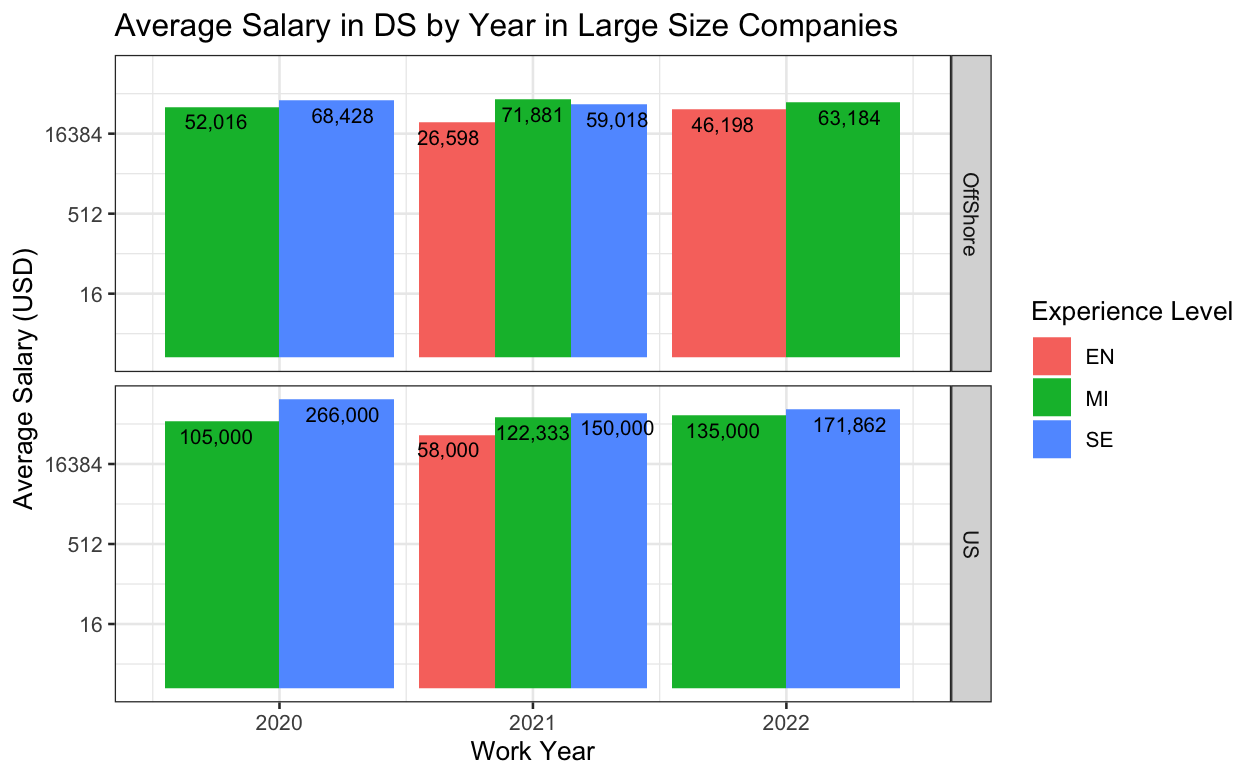 Average Salary in DS by Year in Large Size Companies
Average Salary (USD)
16384
512
16
52,016
68,428
26,598
71,881
59,018
46,198
63,184
OffShore
16384
512
16
105,000
266,000
58,000
122,333
150,000
135,000
171,862
US
2020
2021
2022
Work Year
Experience Level
EN
MI
SE